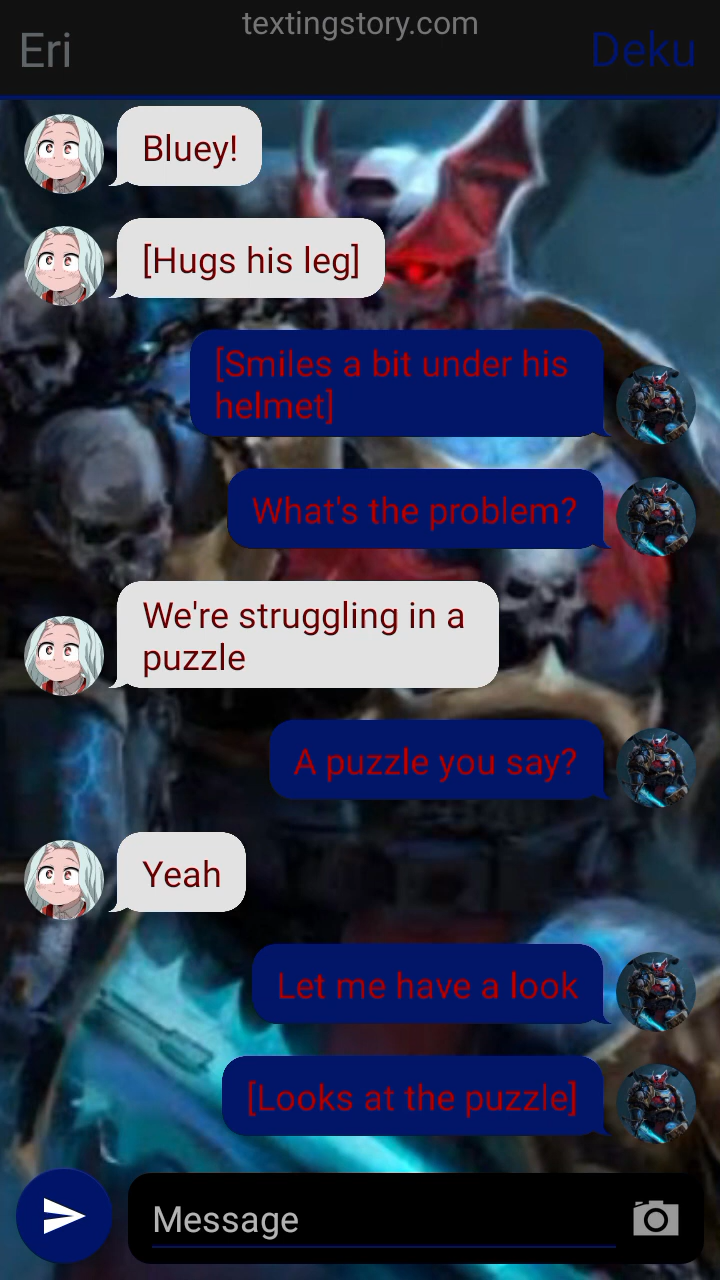 textingstory.com
Eri
Deku
Bluey!
[Hugs his leg]
[Smiles a bit under his
helmet]
What's the problem?
We're struggling in a
puzzle
A puzzle you say?
Yeah
Let me have a look
[Looks at the puzzle]
Message